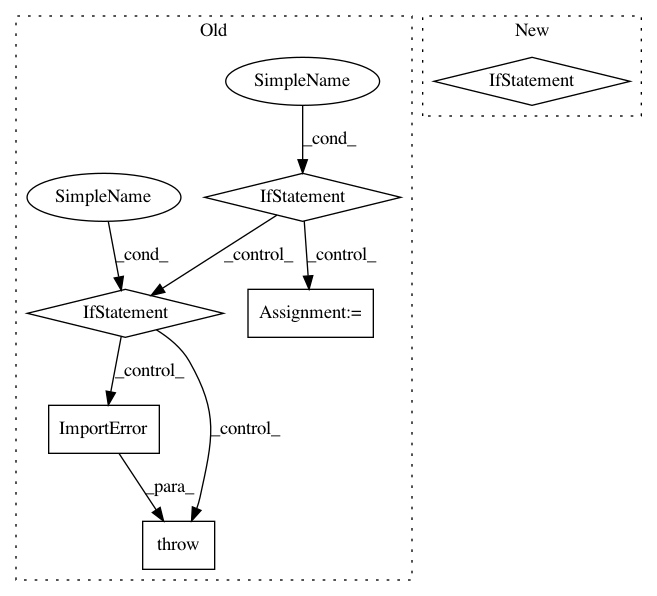 Old
New
SimpleName
IfStatement
_cond_
SimpleName
IfStatement
_cond_
_control_
_control_
IfStatement
Assignment:=
_control_
ImportError
_control_
_para_
throw